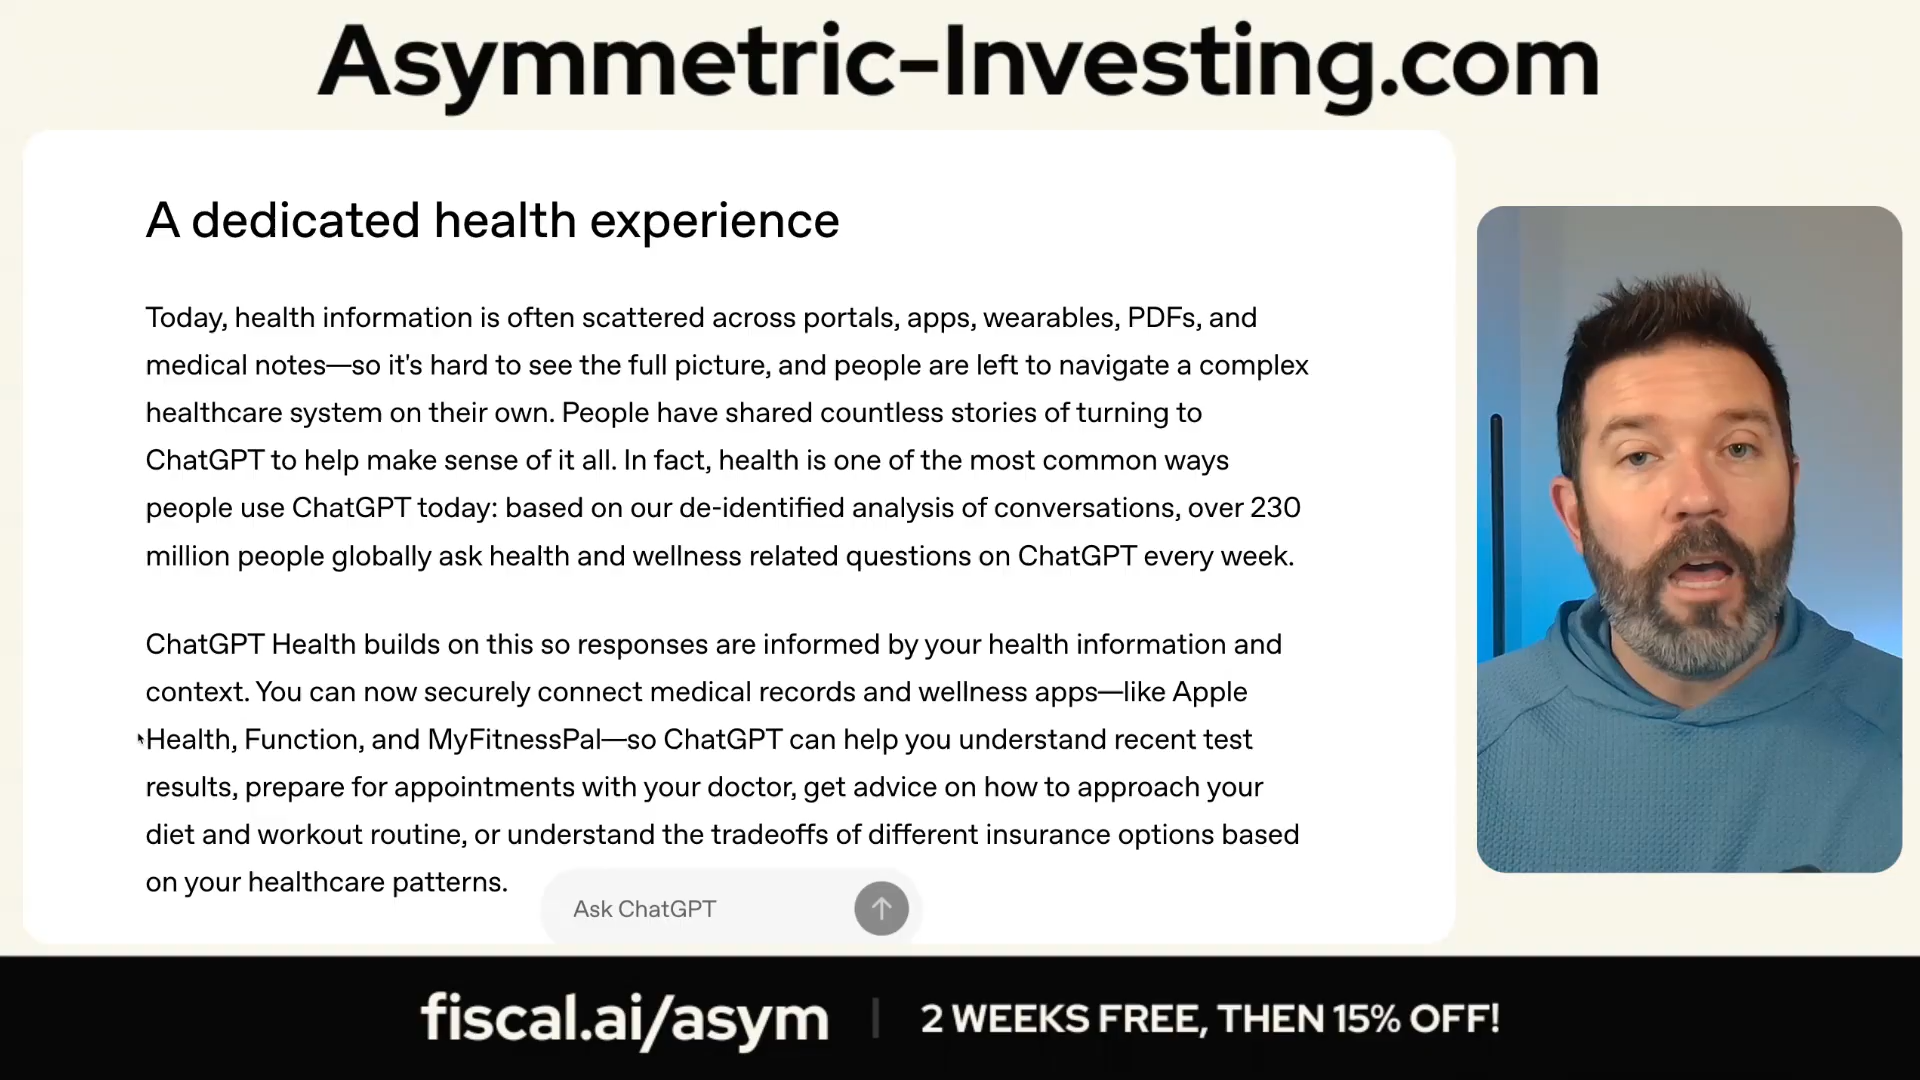 Asymmetric-Investing.com
A dedicated health experience
Today, health information is often scattered across portals, apps, wearables, PDFs, and
medical notes—so it's hard to see the full picture, and people are left to navigate a complex
healthcare system on their own. People have shared countless stories of turning to
ChatGPT to help make sense of it all. In fact, health is one of the most common ways
people use ChatGPT today: based on our de-identified analysis of conversations, over 230
million people globally ask health and wellness related questions on ChatGPT every week.
ChatGPT Health builds on this so responses are informed by your health information and
context. You can now securely connect medical records and wellness apps—like Apple
Health, Function, and MyFitnessPal—so ChatGPT can help you understand recent test
results, prepare for appointments with your doctor, get advice on how to approach your
diet and workout routine, or understand the tradeoffs of different insurance options based
on your healthcare patterns.
Ask ChatGPT
fiscal.ai/asym | 2 WEEKS FREE, THEN 15% OFF!